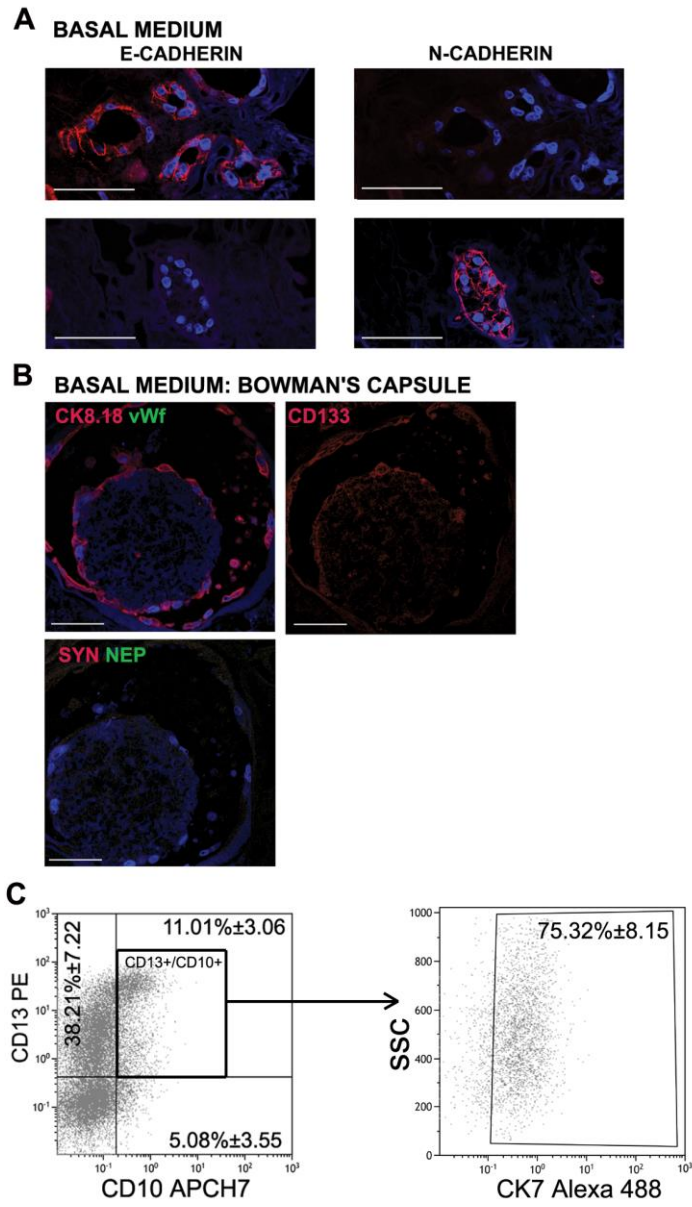 A
BASAL MEDIUM
E-CADHERIN
N-CADHERIN
B
BASAL MEDIUM: BOWMAN'S CAPSULE
CK8.18 vWf
CD133
SYN NEP
C
10³
10²
10¹
10⁰
10⁻¹
CD13 PE
38.21%±7.22
11.01%±3.06
CD13+/CD10+
5.08%±3.55
10⁻¹ 10⁰ 10¹ 10² 10³
CD10 APCH7
1000
800
600
400
200
0
SSC
75.32%±8.15
10⁻¹ 10⁰ 10¹ 10² 10³
CK7 Alexa 488